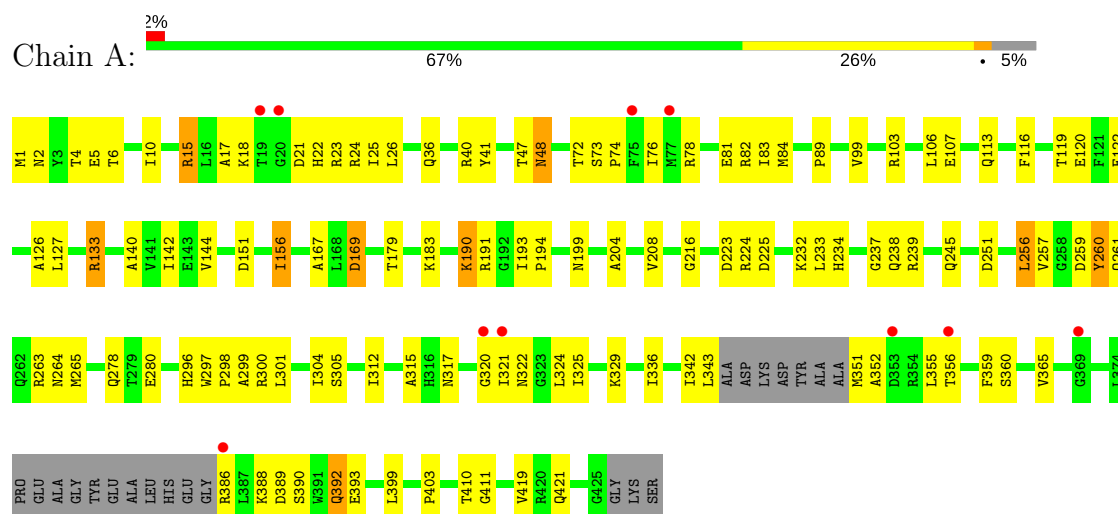 2%
Chain A:
67% 26% • 5%
M1 N2 Y3 T4 E5 T6 I10 R15 L16 A17 K18 T19 G20 D21 H22 R23 R24 I25 L26 Q36 R40 Y41 T47 N48 T72 S73 P74 F75 I76 M77 R78 E81 R82 I83 M84 P89 V99 R103 L106 E107 Q113 F116 T119 E120 F121
A126 L127 R133 A140 V141 I142 E143 V144 D151 I156 A167 L168 D169 T179 K183 K190 R191 G192 I193 P194 N199 A204 V208 G216 D223 R224 D225 K232 L233 H234 G237 Q238 R239 Q245 D251 L256 V257 G258 D259 Y260
Q262 R263 N264 M265 Q278 T279 E280 H296 W297 P298 A299 R300 L301 I304 S305 I312 A315 H316 N317 G320 I321 N322 G323 L324 I325 K329 I336 I342 L343 ALA ASP LYS ASP TYR ALA ALA M351 A352 D353 R354 L355 T356 F359 S360 V365 G369
PRO GLU ALA GLY TYR GLU ALA LEU HIS GLU GLY R386 L387 K388 D389 S390 W391 Q392 E393 L399 P403 T410 G411 V419 R420 Q421 G425 GLY LYS SER